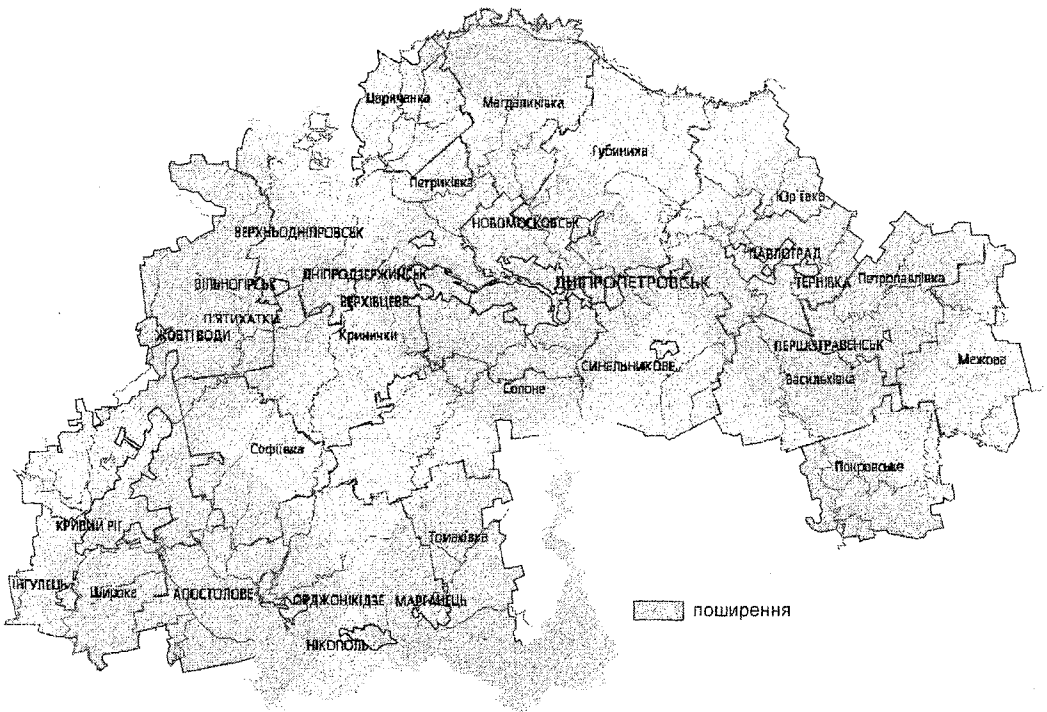 Царичанка
Магдалинівка
Губиниха
Петриківка
Юр'ївка
НОВОМОСКОВСЬК
ВЕРХНЬОДНІПРОВСЬК
ПАВЛОГРАД
ДНІПРОДЗЕРЖИНСЬК
ДНІПРОПЕТРОВСЬК
ТЕРНІВКА
Петропавлівка
ВІЛЬНОГІРСЬК
ВЕРХІВЦЕВЕ
П'ЯТИХАТКИ
ЖОВТІ ВОДИ
Кринички
ПЕРШОТРАВЕНСЬК
Межова
СИНЕЛЬНИКОВЕ
Васильківка
Солоне
Софіївка
Покровське
КРИВИЙ РІГ
Томаківка
ІНГУЛЕЦЬ
Широке
АПОСТОЛОВЕ
ОРДЖОНІКІДЗЕ
МАРГАНЕЦЬ
поширення
НІКОПОЛЬ